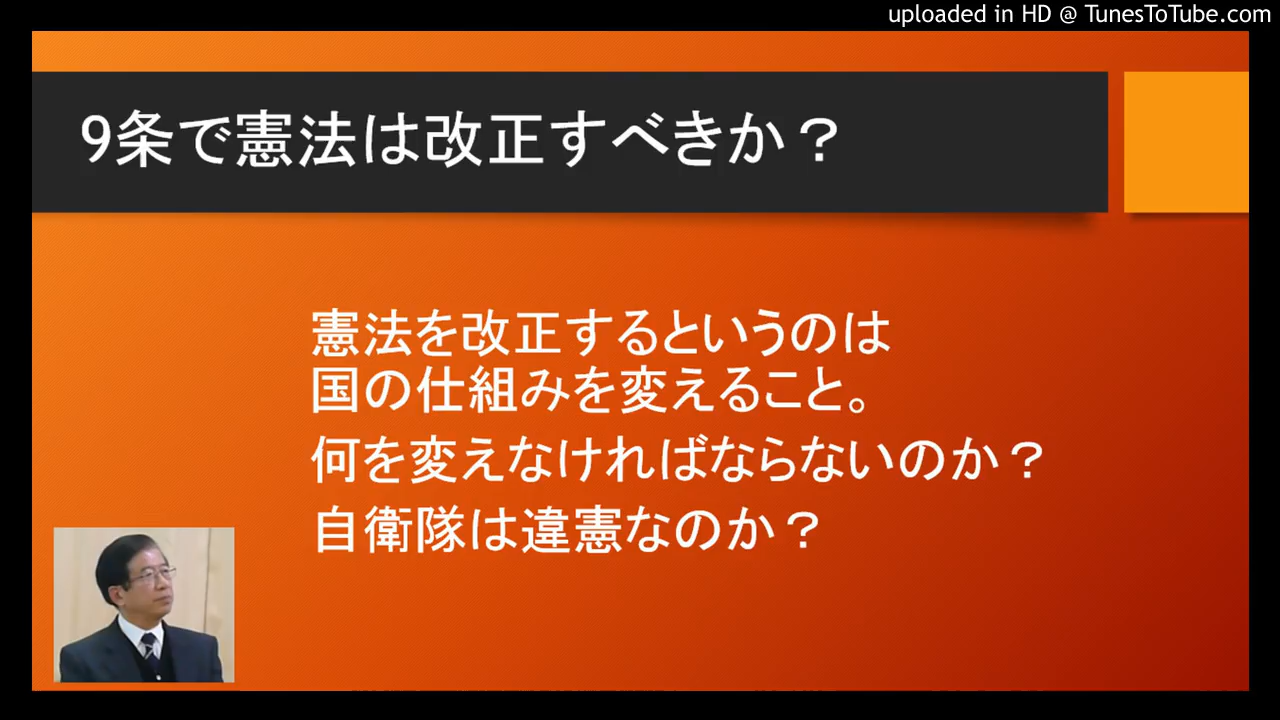 uploaded in HD @ TunesToTube.com
9条で憲法は改正すべきか？
憲法を改正するというのは
国の仕組みを変えること。
何を変えなければならないのか？
自衛隊は違憲なのか？